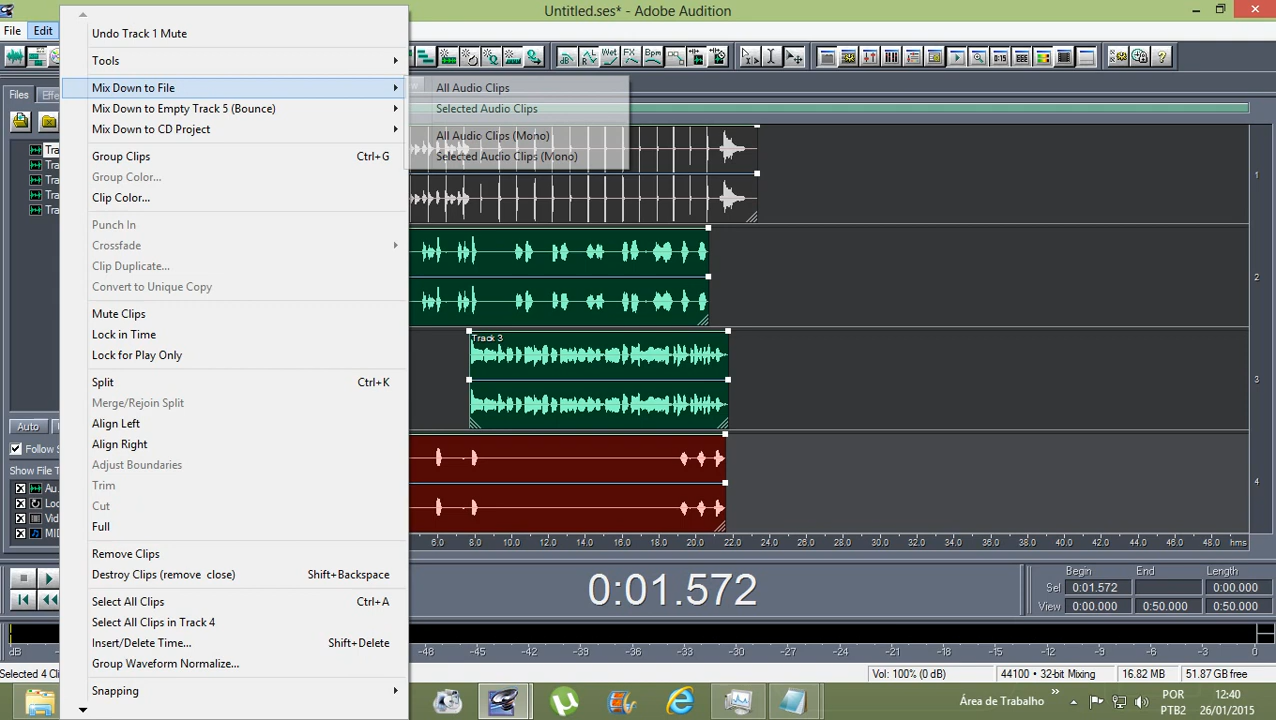 Untitled.ses* - Adobe Audition
File
Edit
Undo Track 1 Mute
Tools
Mix Down to File
Mix Down to Empty Track 5 (Bounce)
Mix Down to CD Project
Group Clips Ctrl+G
Group Color...
Clip Color...
Punch In
Crossfade
Clip Duplicate...
Convert to Unique Copy
Mute Clips
Lock in Time
Lock for Play Only
Split Ctrl+K
Merge/Rejoin Split
Align Left
Align Right
Adjust Boundaries
Trim
Cut
Full
Remove Clips
Destroy Clips (remove close) Shift+Backspace
Select All Clips Ctrl+A
Select All Clips in Track 4
Insert/Delete Time... Shift+Delete
Group Waveform Normalize...
Snapping
All Audio Clips
Selected Audio Clips
All Audio Clips (Mono)
Selected Audio Clips (Mono)
Files
Auto
Follow S
Show File T
Au.
Lo
Vid
MID
Tra
Tra
Tra
Tra
Wet
FX
Bpm
1
2
Track 3
3
4
6.0 8.0 10.0 12.0 14.0 16.0 18.0 20.0 22.0 24.0 26.0 28.0 30.0 32.0 34.0 36.0 38.0 40.0 42.0 44.0 46.0 48.0 hms
0:01.572
Begin End Length
Sel 0:01.572 0:00.000
View 0:00.000 0:50.000 0:50.000
dB -48 -45 -42 -39 -36 -33 -30 -27 -24 -21 -18 -15 -12 -9 -6 -3 0
Selected 4 Cl
Vol: 100% (0 dB) 44100 • 32-bit Mixing 16.82 MB 51.87 GB free
Área de Trabalho
POR
PTB2
12:40
26/01/2015